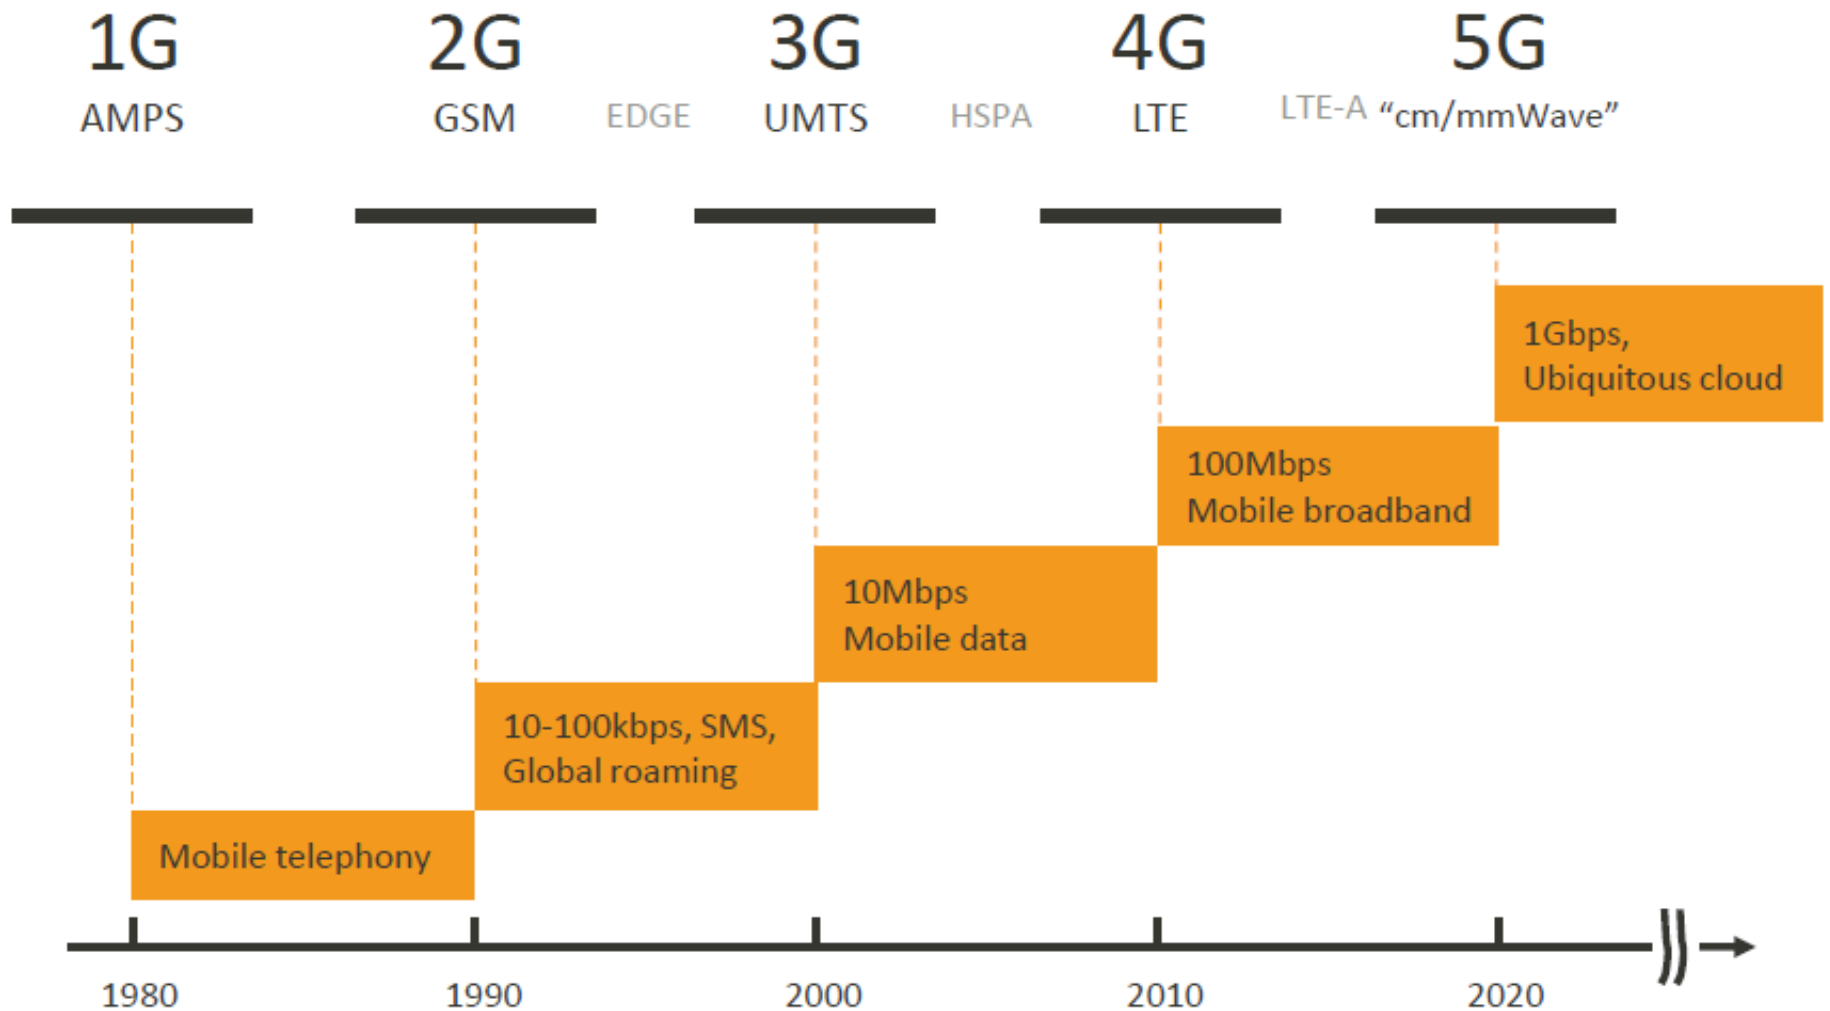 1G 2G 3G 4G 5G
AMPS GSM EDGE UMTS HSPA LTE LTE-A “cm/mmWave”
1Gbps,
Ubiquitous cloud
100Mbps
Mobile broadband
10Mbps
Mobile data
10-100kbps, SMS,
Global roaming
Mobile telephony
1980 1990 2000 2010 2020